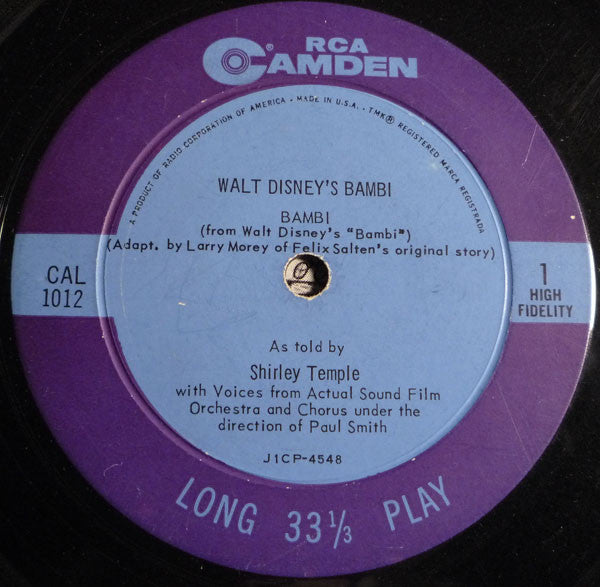 RCA
CAMDEN
A PRODUCT OF RADIO CORPORATION OF AMERICA • MADE IN U.S.A. • TMK® REGISTERED MARCA REGISTRADA
WALT DISNEY'S BAMBI
BAMBI
(from Walt Disney's "Bambi")
(Adapt. by Larry Morey of Felix Salten's original story)
CAL
1012
1
HIGH
FIDELITY
As told by
Shirley Temple
with Voices from Actual Sound Film
Orchestra and Chorus under the
direction of Paul Smith
J1CP-4548
LONG 33⅓ PLAY